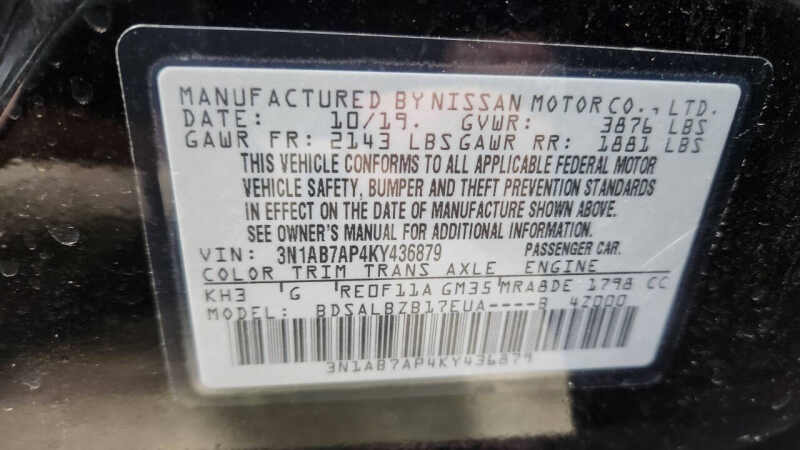 MANUFACTURED BY NISSAN MOTOR CO., LTD.
DATE: 10/19. GVWR: 3876 LBS
GAWR FR: 2143 LBS GAWR RR: 1881 LBS
THIS VEHICLE CONFORMS TO ALL APPLICABLE FEDERAL MOTOR
VEHICLE SAFETY, BUMPER AND THEFT PREVENTION STANDARDS
IN EFFECT ON THE DATE OF MANUFACTURE SHOWN ABOVE.
SEE OWNER'S MANUAL FOR ADDITIONAL INFORMATION.
VIN: 3N1AB7AP4KY436879 PASSENGER CAR.
COLOR TRIM TRANS AXLE ENGINE
KH3 G RE0F11A GM35 MRA8DE 1798 CC
MODEL: BDSALBZB17EUA----B 4Z000
3N1AB7AP4KY436879